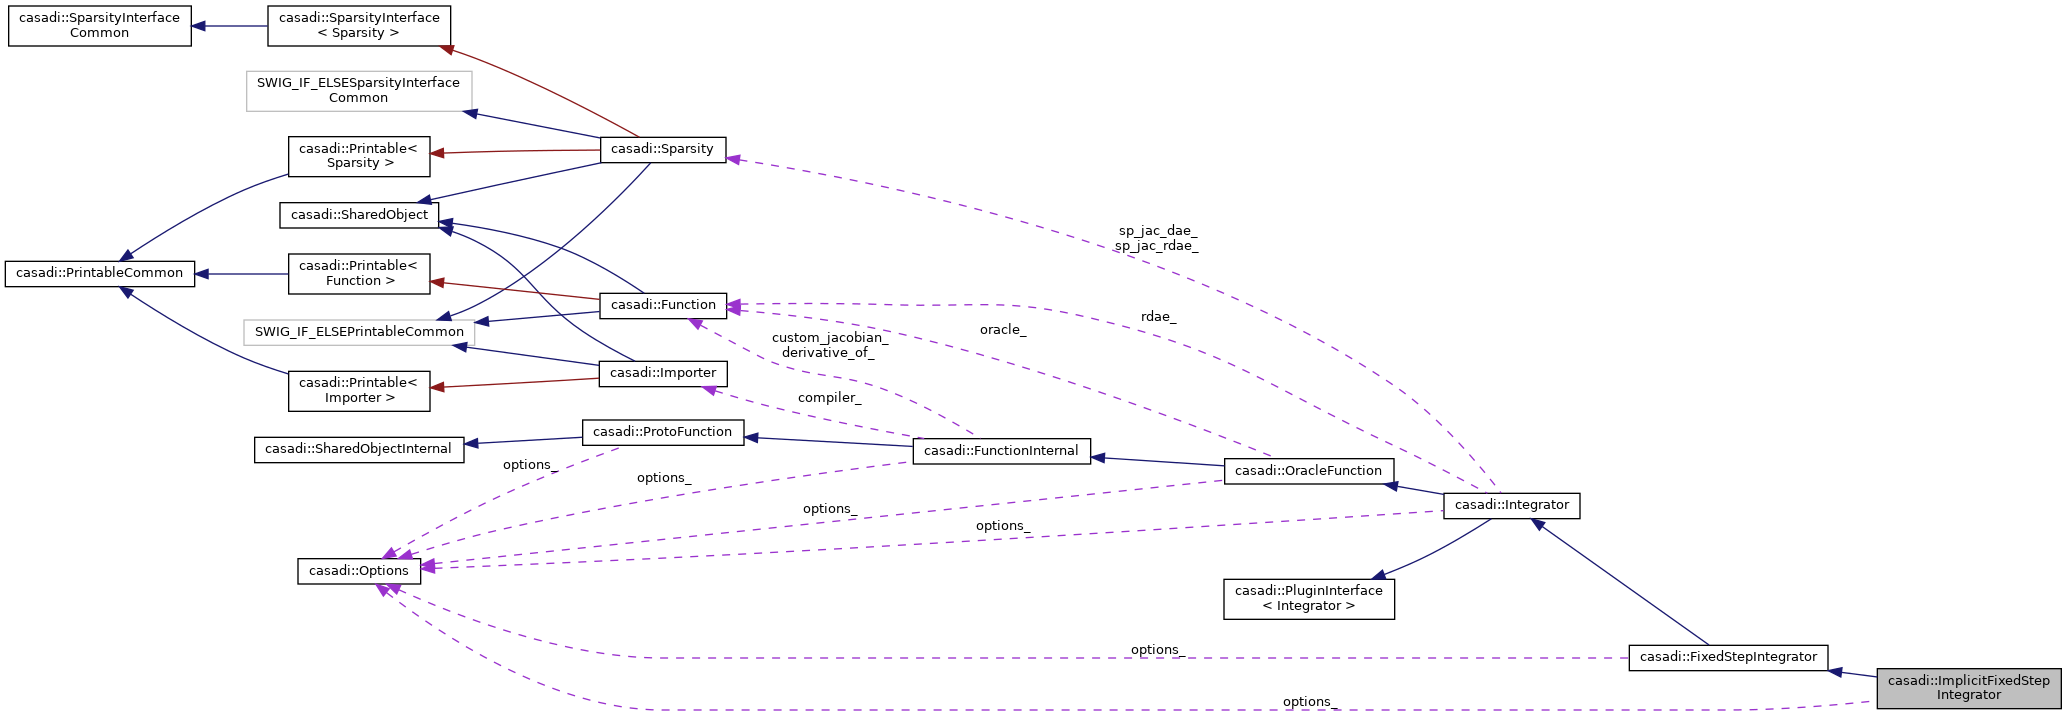 casadi::SparsityInterface
Common
casadi::SparsityInterface
< Sparsity >
SWIG_IF_ELSESparsityInterface
Common
casadi::Printable<
Sparsity >
casadi::Sparsity
casadi::SharedObject
sp_jac_dae_
sp_jac_rdae_
casadi::PrintableCommon
casadi::Printable<
Function >
casadi::Function
SWIG_IF_ELSEPrintableCommon
rdae_
oracle_
custom_jacobian_
derivative_of_
casadi::Printable<
Importer >
casadi::Importer
compiler_
casadi::ProtoFunction
casadi::SharedObjectInternal
casadi::FunctionInternal
options_
options_
casadi::OracleFunction
casadi::Integrator
options_
options_
casadi::Options
casadi::PluginInterface
< Integrator >
options_
casadi::FixedStepIntegrator
casadi::ImplicitFixedStep
Integrator
options_